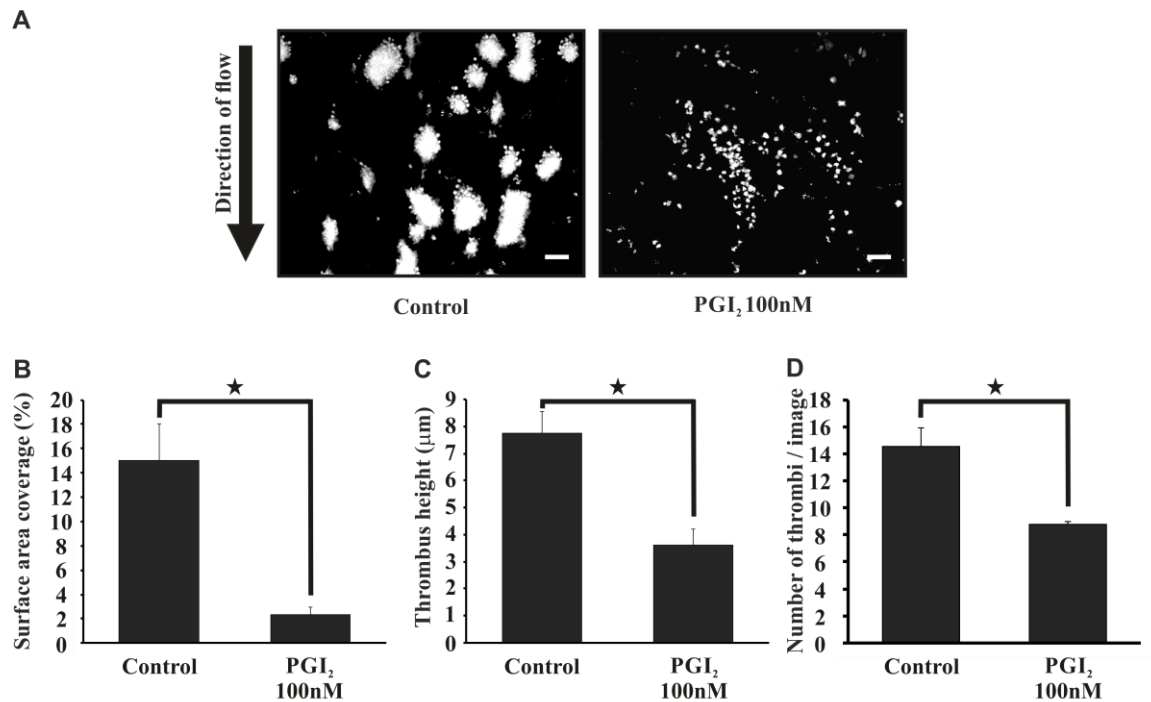 A
Direction of flow
Control
PGI₂ 100nM
B
Surface area coverage (%)
20
18
16
14
12
10
8
6
4
2
0
★
Control
PGI₂
100nM
C
Thrombus height (μm)
9
8
7
6
5
4
3
2
1
0
★
Control
PGI₂
100nM
D
Number of thrombi / image
18
16
14
12
10
8
6
4
2
0
★
Control
PGI₂
100nM